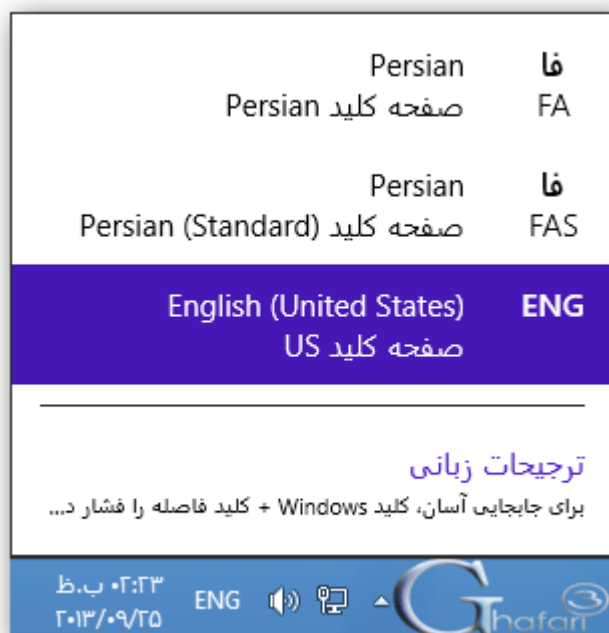 Persian فا
صفحه کلید Persian FA
Persian فا
صفحه کلید Persian (Standard) FAS
English (United States) ENG
صفحه کلید US
ترجیحات زبانی
برای جابجایی آسان، کلید Windows + کلید فاصله را فشار د...
۰۲:۲۳ ب.ظ ENG
۲۰۱۳/۰۹/۲۵
Ghafari 3